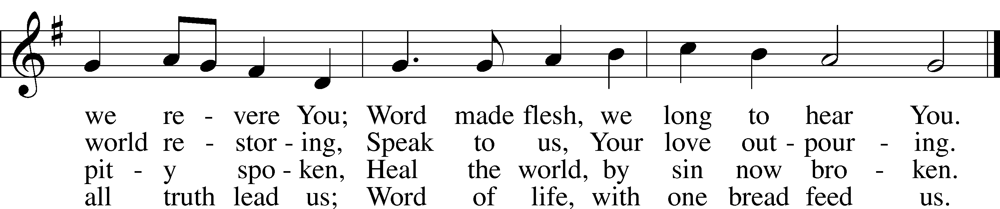 we re - vere You; Word made flesh, we long to hear You.
world re - stor - ing, Speak to us, Your love out - pour - ing.
pit - y spo - ken, Heal the world, by sin now bro - ken.
all truth lead us; Word of life, with one bread feed us.